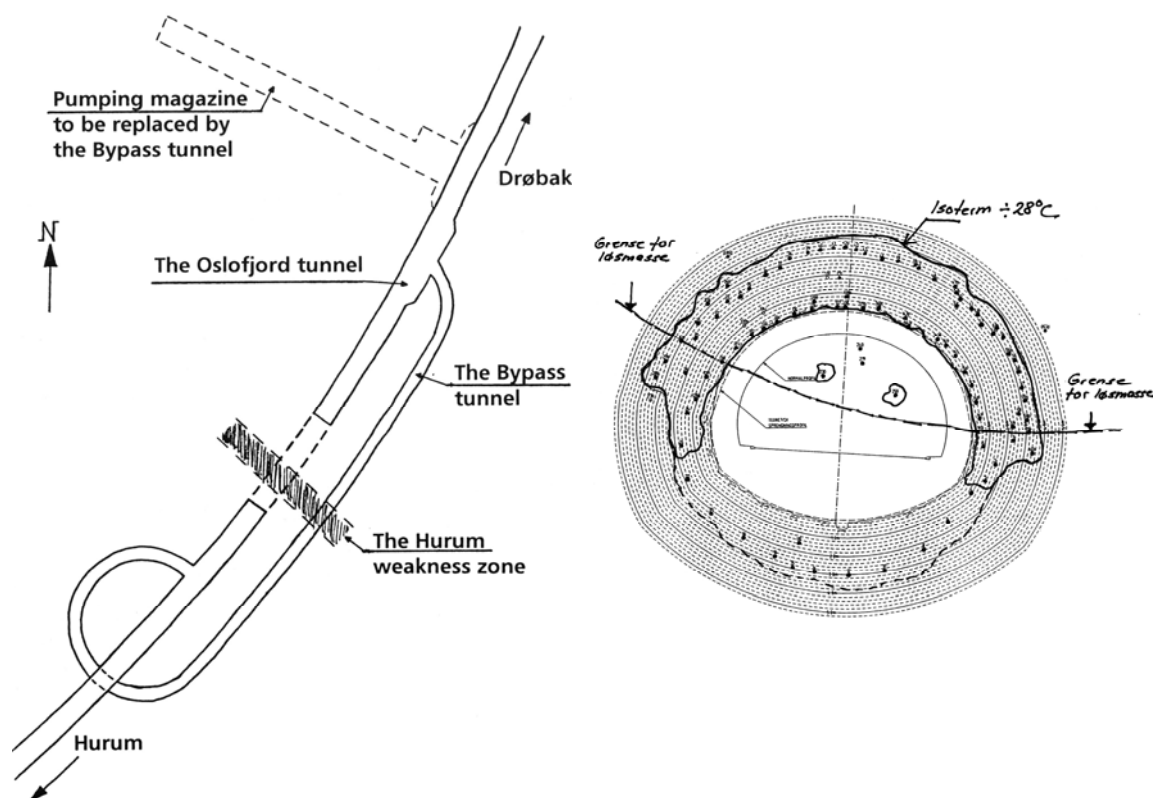 Pumping magazine
to be replaced by
the Bypass tunnel
Drøbak
N
The Oslofjord tunnel
The Bypass
tunnel
The Hurum
weakness zone
Hurum
Isoterm ÷28°C
Grense for
løsmasse
Grense
for løsmasse
NORMALPROFIL